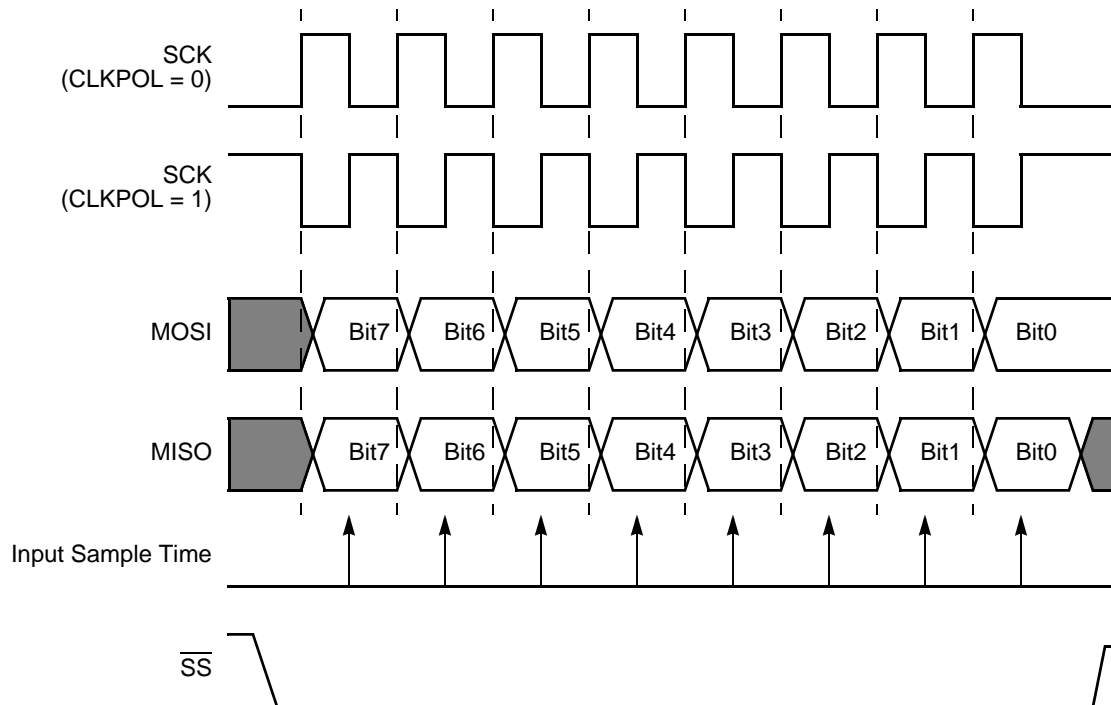 SCK
(CLKPOL = 0)
SCK
(CLKPOL = 1)
MOSI
Bit7 Bit6 Bit5 Bit4 Bit3 Bit2 Bit1 Bit0
MISO
Bit7 Bit6 Bit5 Bit4 Bit3 Bit2 Bit1 Bit0
Input Sample Time
SS